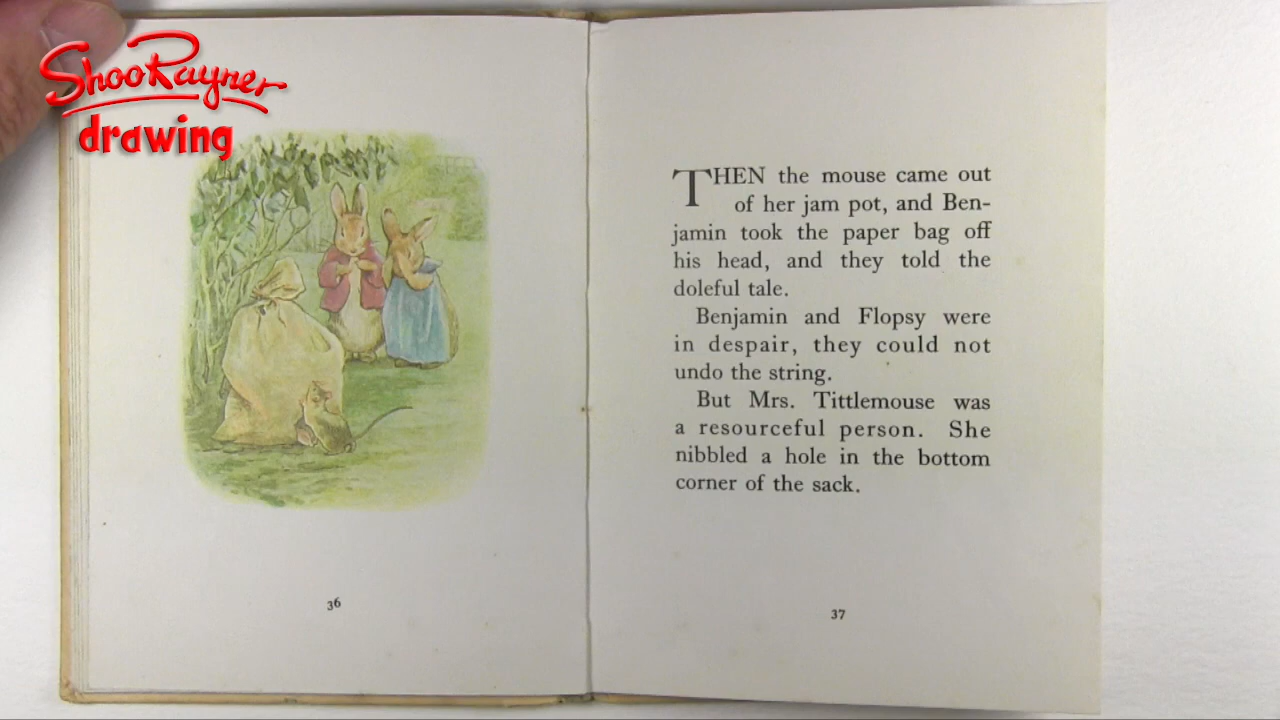 ShooRayner
drawing
THEN the mouse came out
of her jam pot, and Ben-
jamin took the paper bag off
his head, and they told the
doleful tale.
Benjamin and Flopsy were
in despair, they could not
undo the string.
But Mrs. Tittlemouse was
a resourceful person. She
nibbled a hole in the bottom
corner of the sack.
36
37